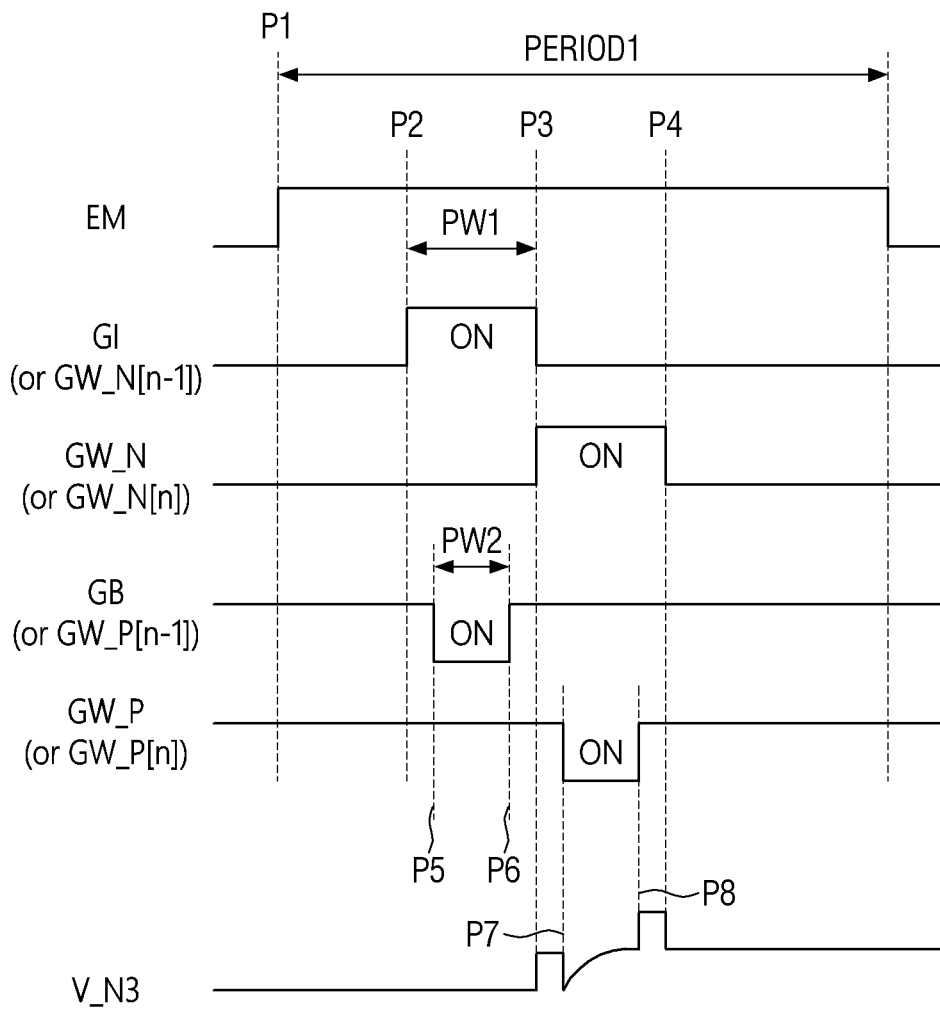 P1
PERIOD1
P2
P3
P4
EM
PW1
GI
(or GW_N[n-1])
ON
GW_N
(or GW_N[n])
ON
PW2
GB
(or GW_P[n-1])
ON
GW_P
(or GW_P[n])
ON
P5
P6
P8
P7
V_N3